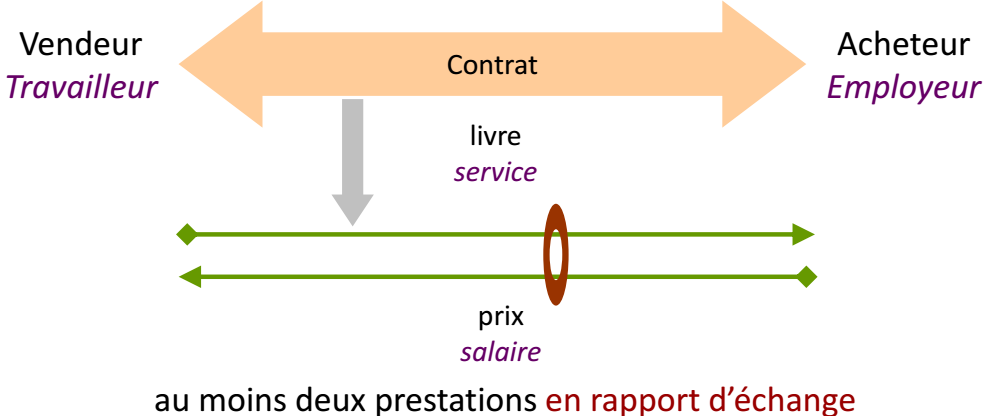 Vendeur
Travailleur
Contrat
Acheteur
Employeur
livre
service
prix
salaire
au moins deux prestations en rapport d’échange